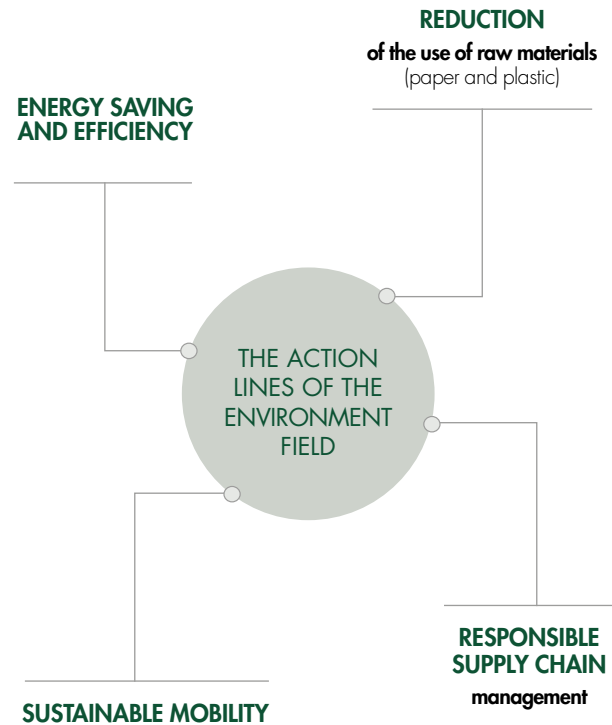 REDUCTION
of the use of raw materials
(paper and plastic)
ENERGY SAVING
AND EFFICIENCY
THE ACTION
LINES OF THE
ENVIRONMENT
FIELD
RESPONSIBLE
SUPPLY CHAIN
management
SUSTAINABLE MOBILITY